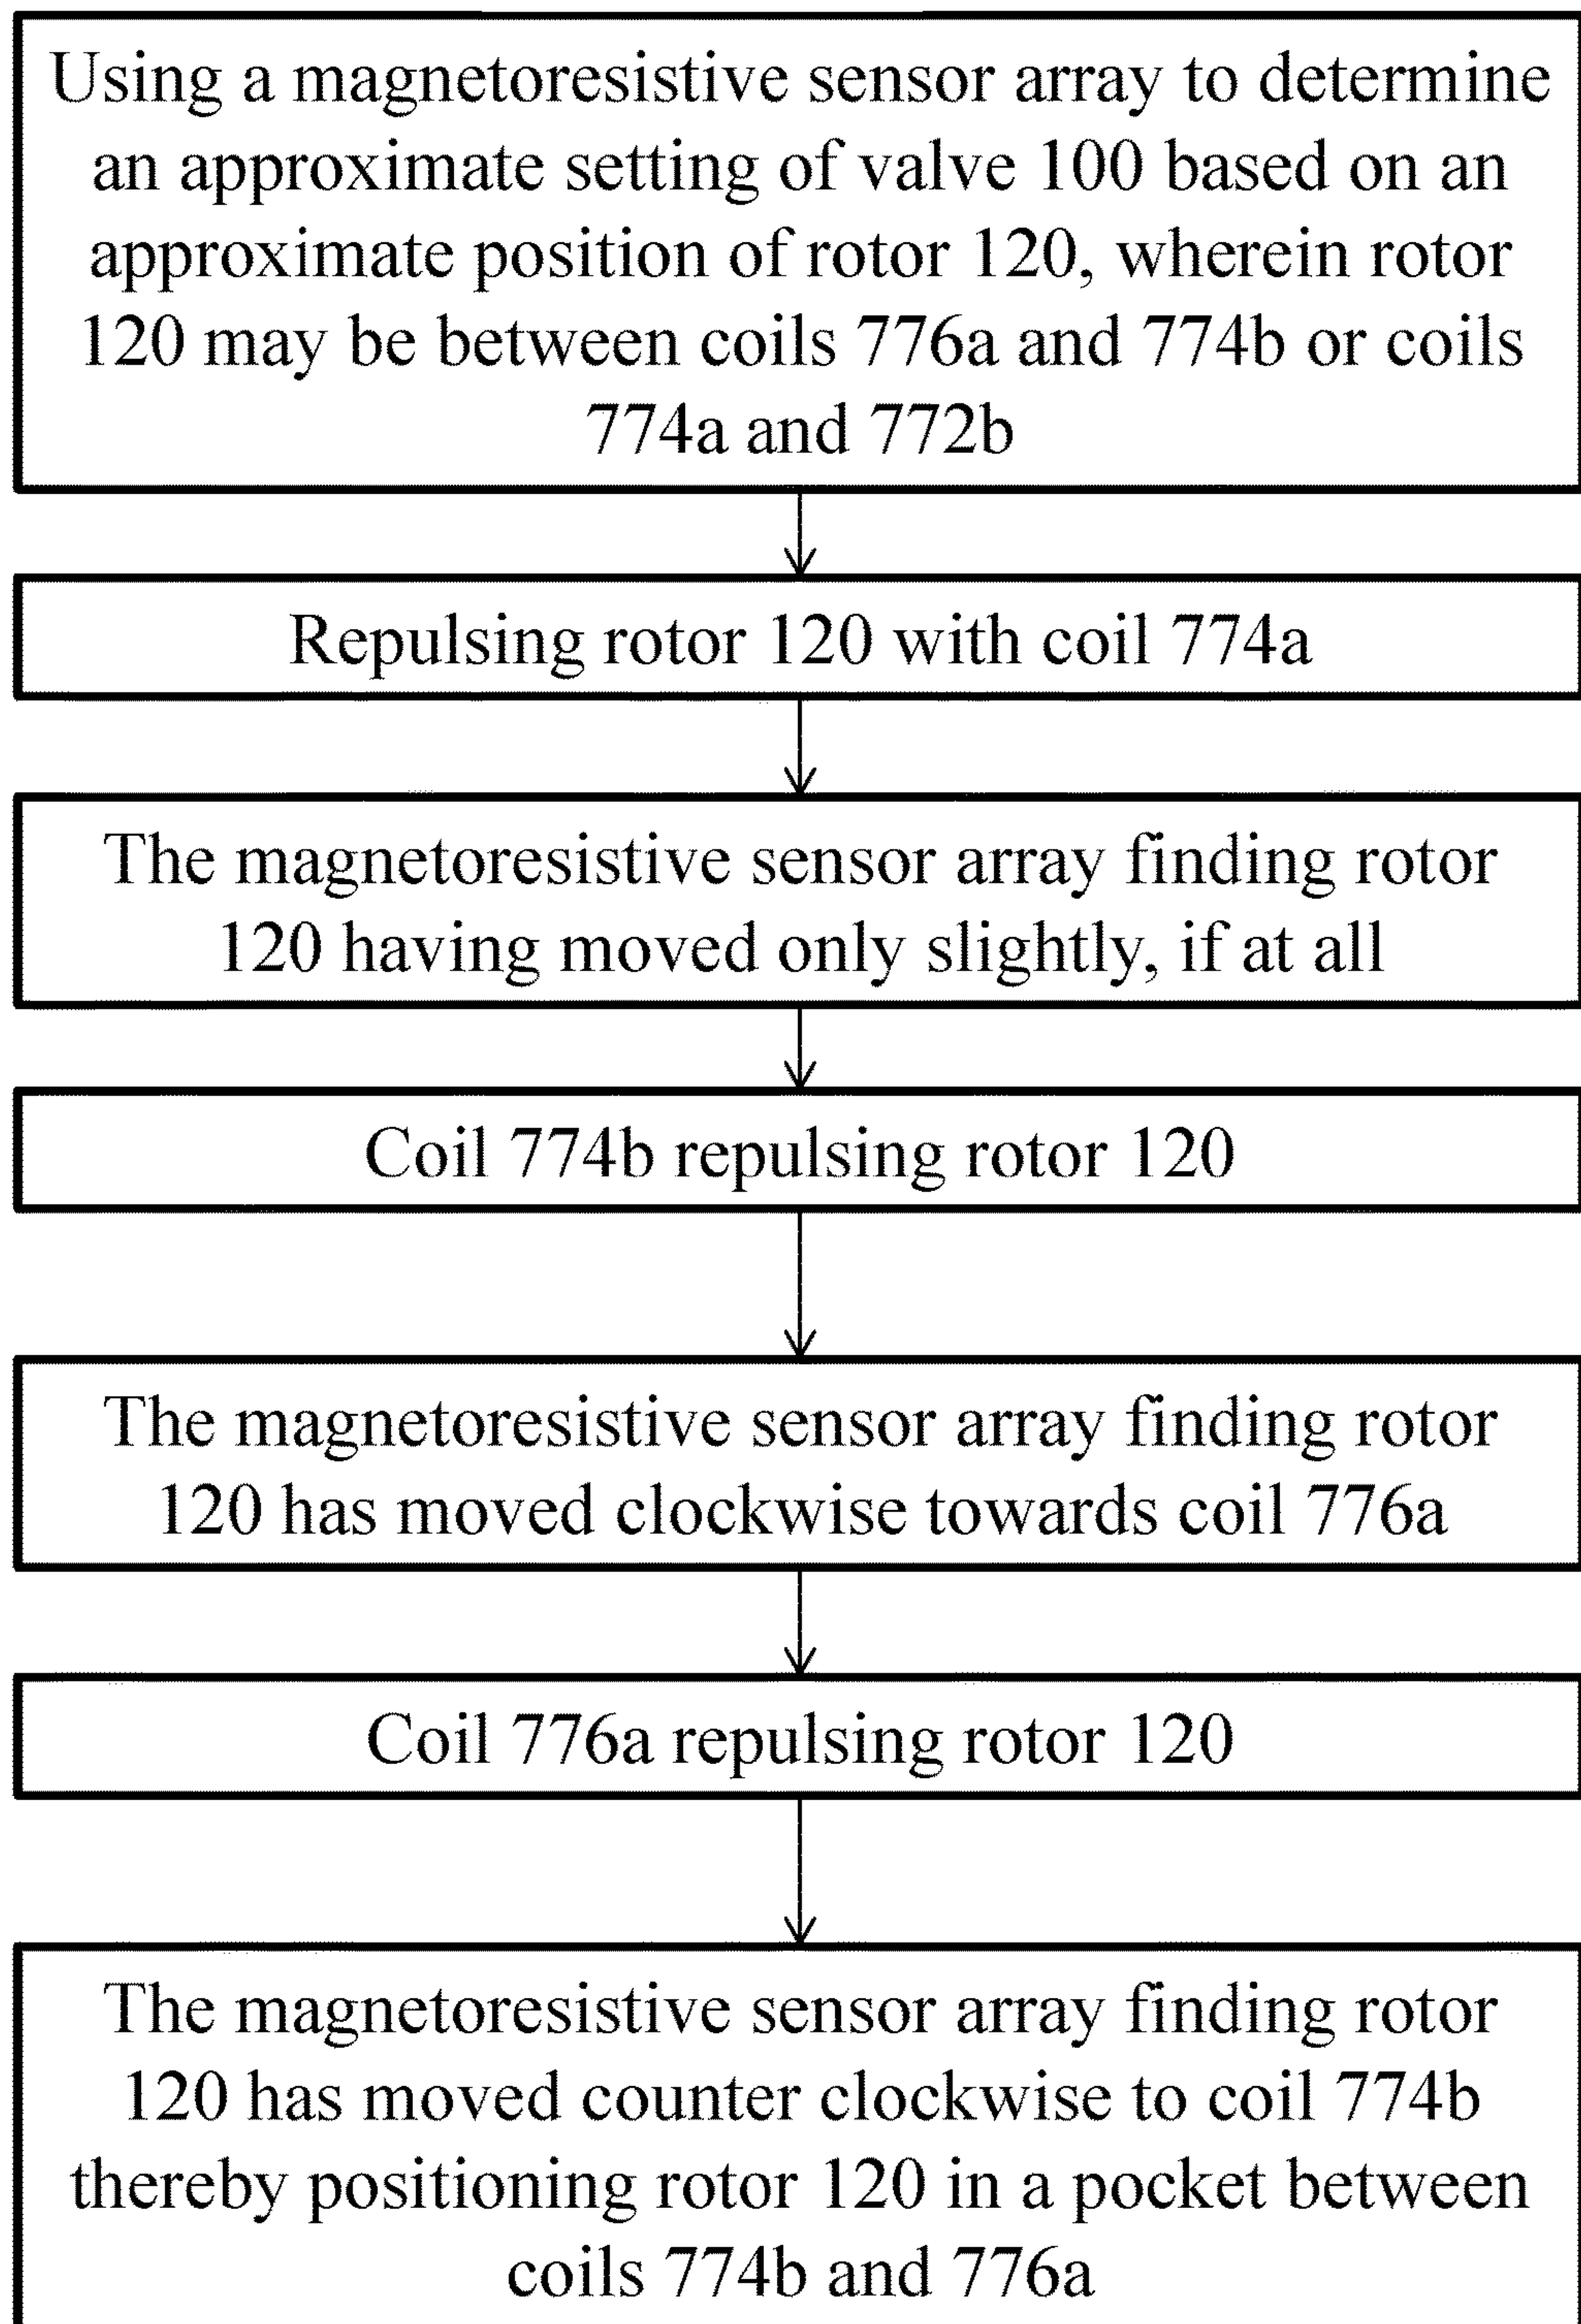 Using a magnetoresistive sensor array to determine
an approximate setting of valve 100 based on an
approximate position of rotor 120, wherein rotor
120 may be between coils 776a and 774b or coils
774a and 772b
Repulsing rotor 120 with coil 774a
The magnetoresistive sensor array finding rotor
120 having moved only slightly, if at all
Coil 774b repulsing rotor 120
The magnetoresistive sensor array finding rotor
120 has moved clockwise towards coil 776a
Coil 776a repulsing rotor 120
The magnetoresistive sensor array finding rotor
120 has moved counter clockwise to coil 774b
thereby positioning rotor 120 in a pocket between
coils 774b and 776a